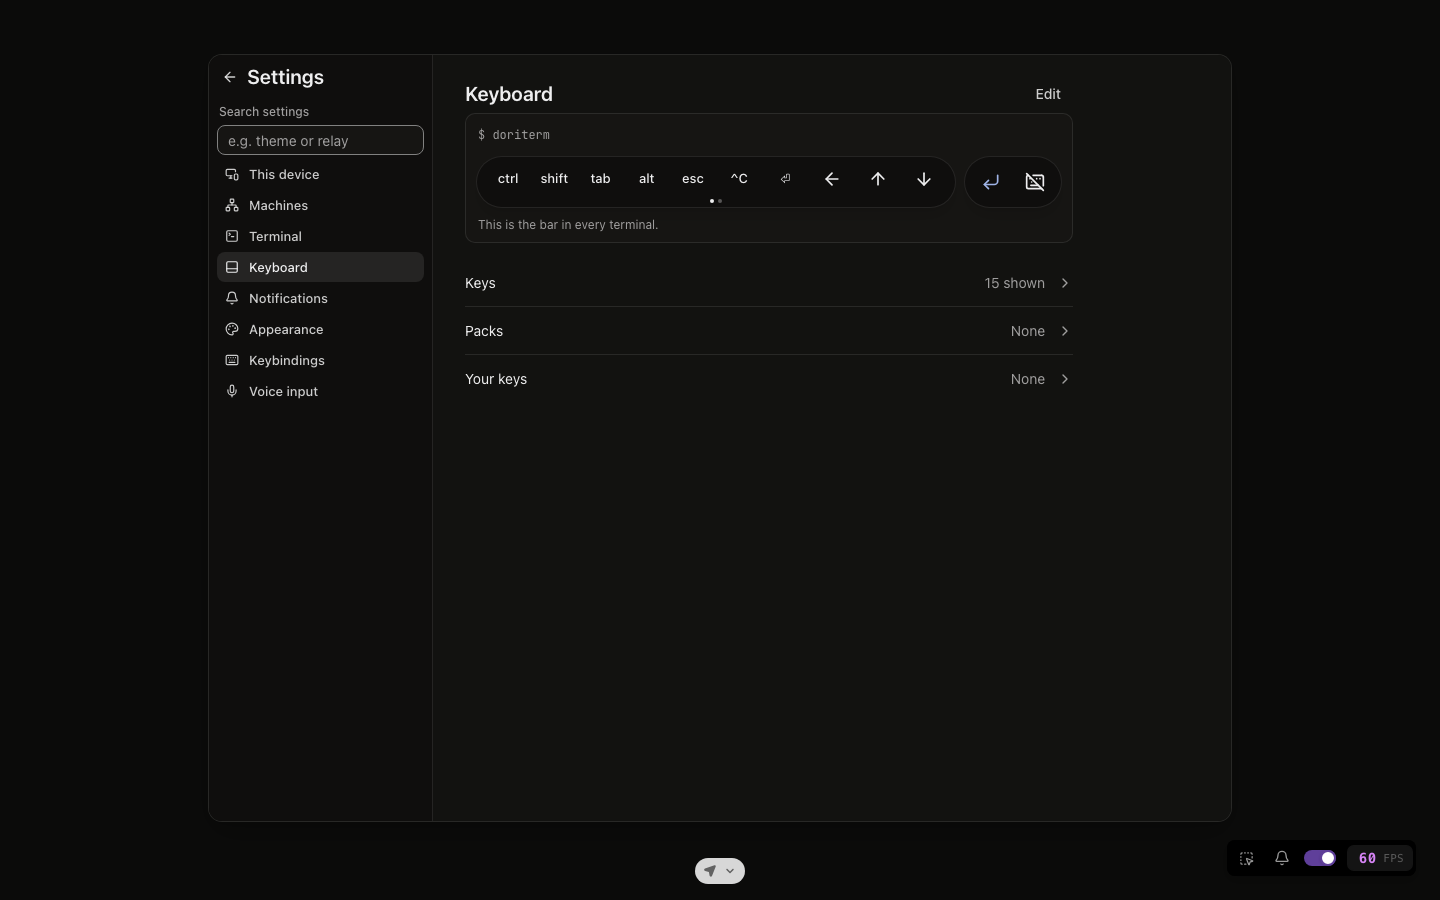 Settings
Search settings
e.g. theme or relay
This device
Machines
Terminal
Keyboard
Notifications
Appearance
Keybindings
Voice input
Keyboard
Edit
$ doriterm
ctrl shift tab alt esc ^C ⏎ ← ↑ ↓
This is the bar in every terminal.
Keys 15 shown
Packs None
Your keys None
60 FPS